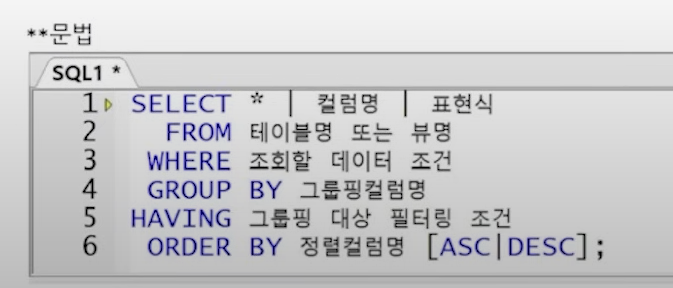 **문법
SQL1 *
1 SELECT * | 컬럼명 | 표현식
2 FROM 테이블명 또는 뷰명
3 WHERE 조회할 데이터 조건
4 GROUP BY 그룹핑컬럼명
5 HAVING 그룹핑 대상 필터링 조건
6 ORDER BY 정렬컬럼명 [ASC|DESC];